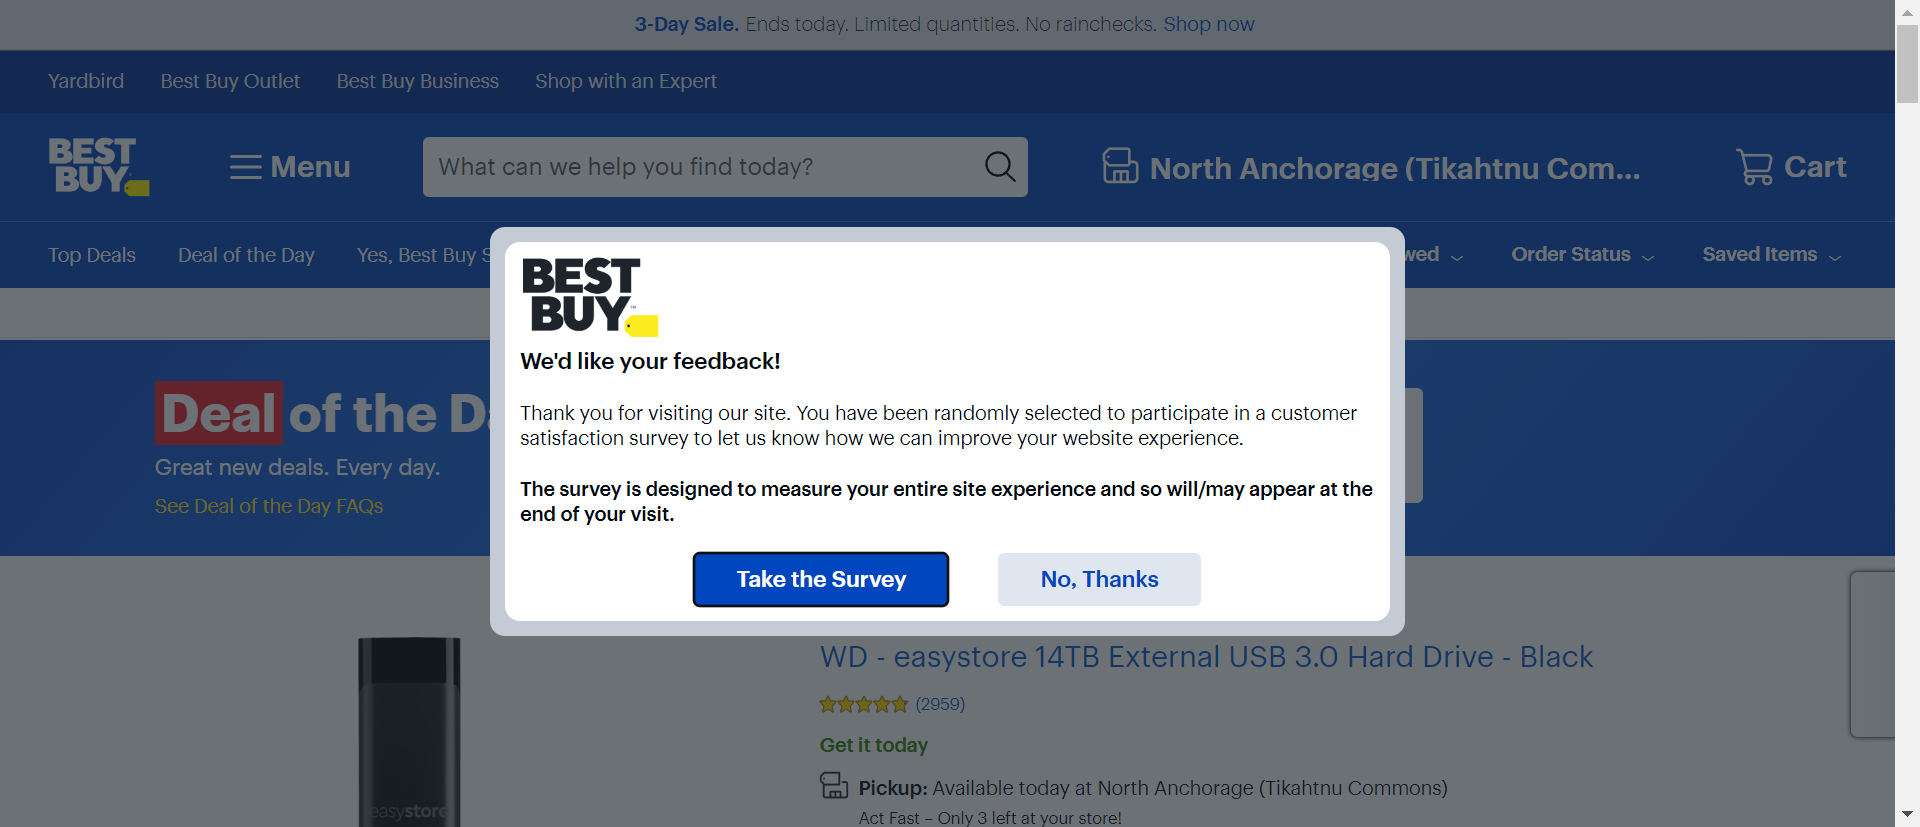 3-Day Sale. Ends today. Limited quantities. No rainchecks. Shop now
Yardbird Best Buy Outlet Best Buy Business Shop with an Expert
BEST BUY
Menu
What can we help you find today?
North Anchorage (Tikahtnu Com...
Cart
Top Deals Deal of the Day Yes, Best Buy S
wed Order Status Saved Items
BEST
BUY™
We'd like your feedback!
Thank you for visiting our site. You have been randomly selected to participate in a customer
satisfaction survey to let us know how we can improve your website experience.
The survey is designed to measure your entire site experience and so will/may appear at the
end of your visit.
Take the Survey No, Thanks
Deal of the Da
Great new deals. Every day.
See Deal of the Day FAQs
easystore
WD - easystore 14TB External USB 3.0 Hard Drive - Black
(2959)
Get it today
Pickup: Available today at North Anchorage (Tikahtnu Commons)
Act Fast – Only 3 left at your store!